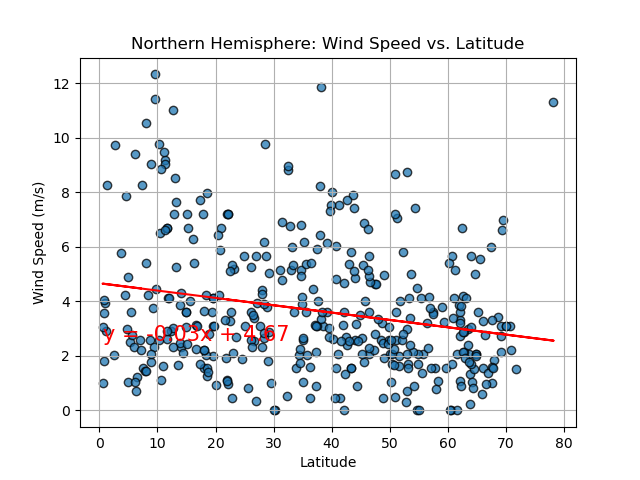 Northern Hemisphere: Wind Speed vs. Latitude
Wind Speed (m/s)
12
10
8
6
4
2
0
y = -0.03x + 4.67
0 10 20 30 40 50 60 70 80
Latitude